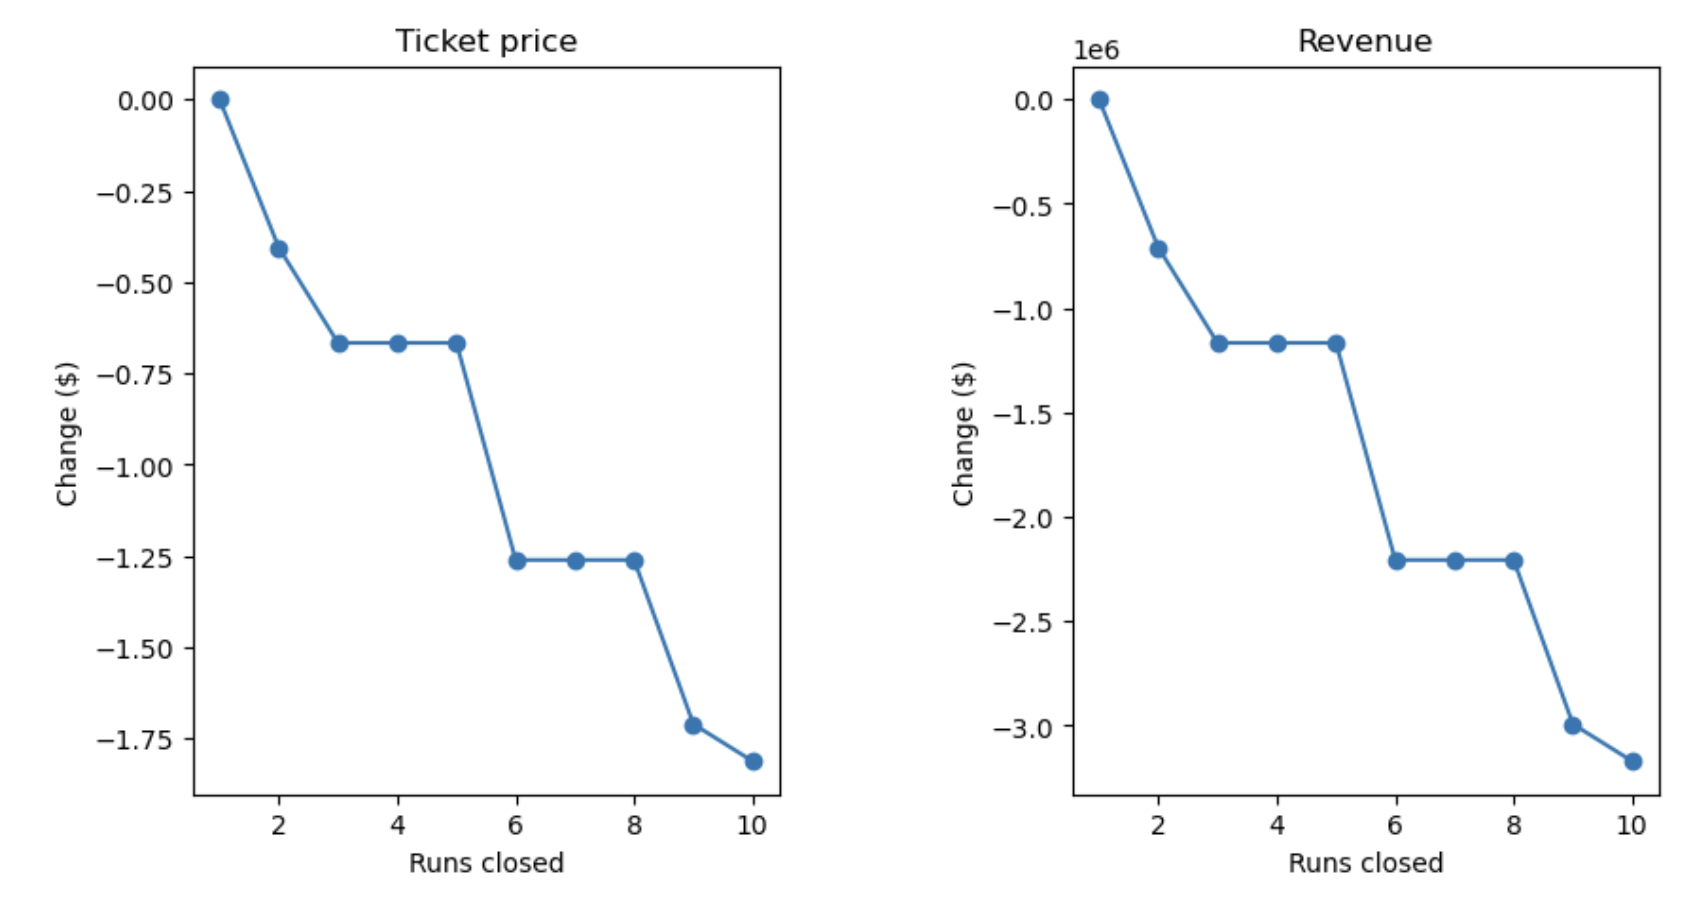 Ticket price
0.00
−0.25
−0.50
−0.75
−1.00
−1.25
−1.50
−1.75
Change ($)
2 4 6 8 10
Runs closed
Revenue
1e6
0.0
−0.5
−1.0
−1.5
−2.0
−2.5
−3.0
Change ($)
2 4 6 8 10
Runs closed